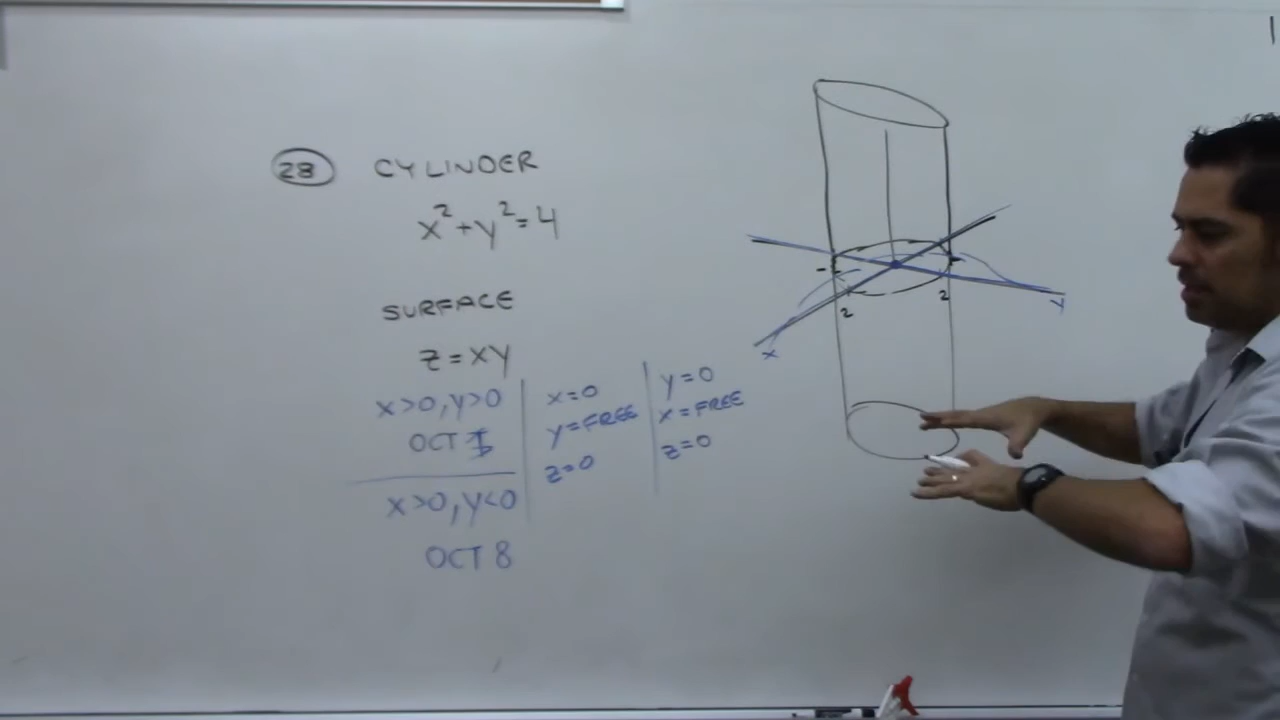 28 CYLINDER
x² + y² = 4
SURFACE
z = xy
x>0, y>0
OCT 1
x>0, y<0
OCT 8
x=0
y=FREE
z=0
y=0
x=FREE
z=0
2
2
x
y